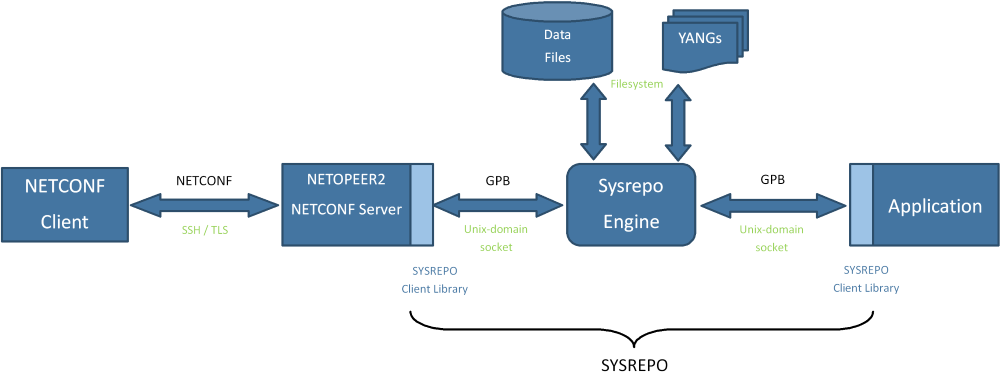 Data
Files
YANGs
Filesystem
NETCONF
Client
NETCONF
SSH / TLS
NETOPEER2
NETCONF Server
GPB
Unix-domain
socket
Sysrepo
Engine
GPB
Unix-domain
socket
Application
SYSREPO
Client Library
SYSREPO
Client Library
SYSREPO